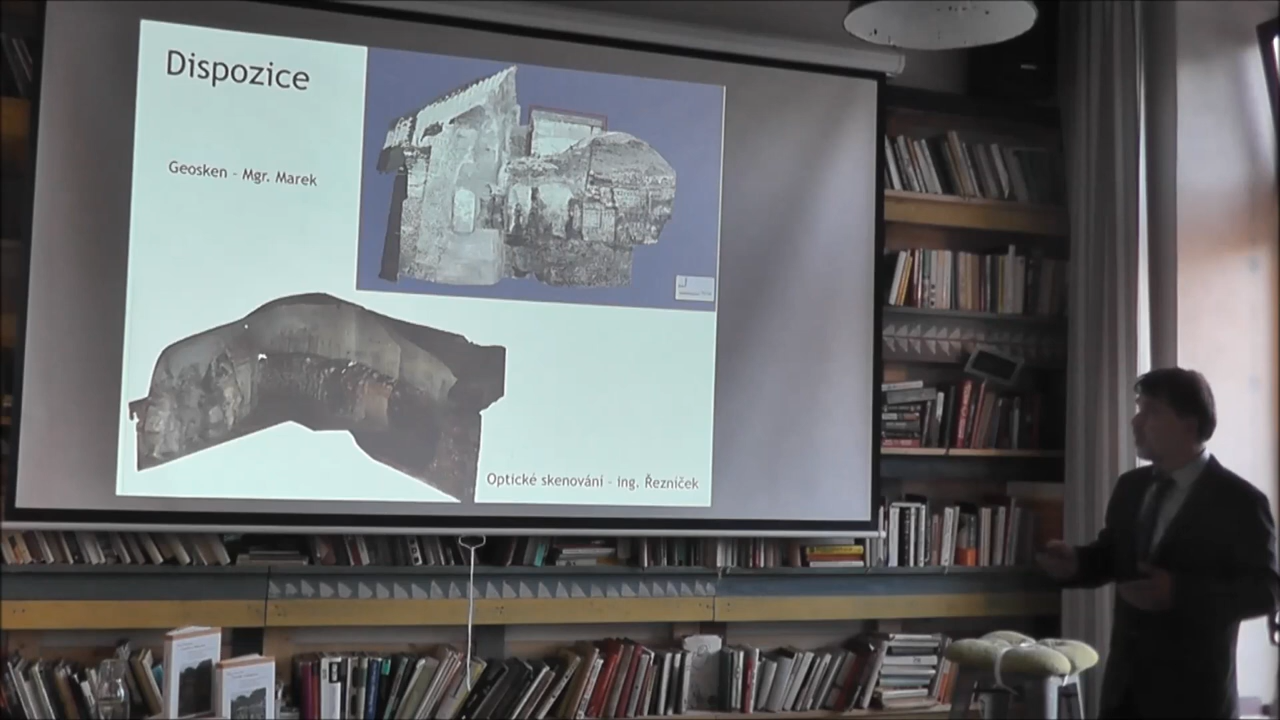 Dispozice
Geosken - Mgr. Marek
Optické skenování - ing. Řezníček